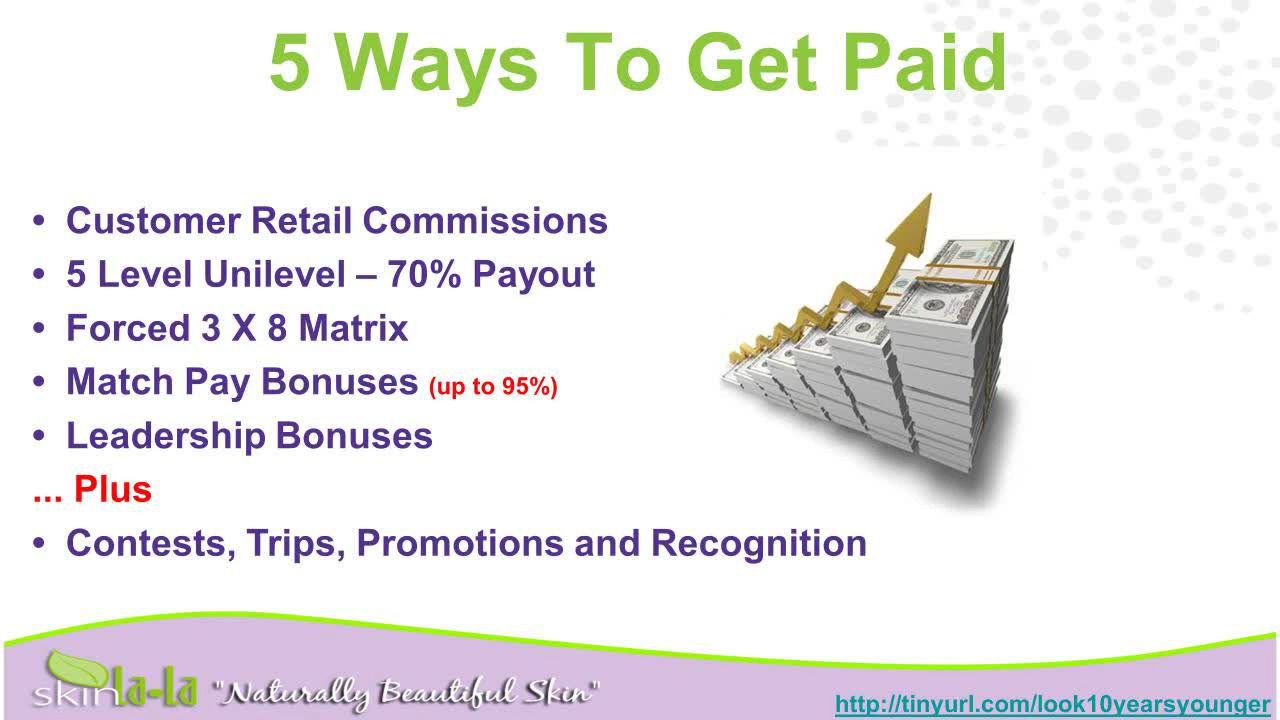 5 Ways To Get Paid
• Customer Retail Commissions
• 5 Level Unilevel – 70% Payout
• Forced 3 X 8 Matrix
• Match Pay Bonuses (up to 95%)
• Leadership Bonuses
... Plus
• Contests, Trips, Promotions and Recognition
skinla-la "Naturally Beautiful Skin"
http://tinyurl.com/look10yearsyounger